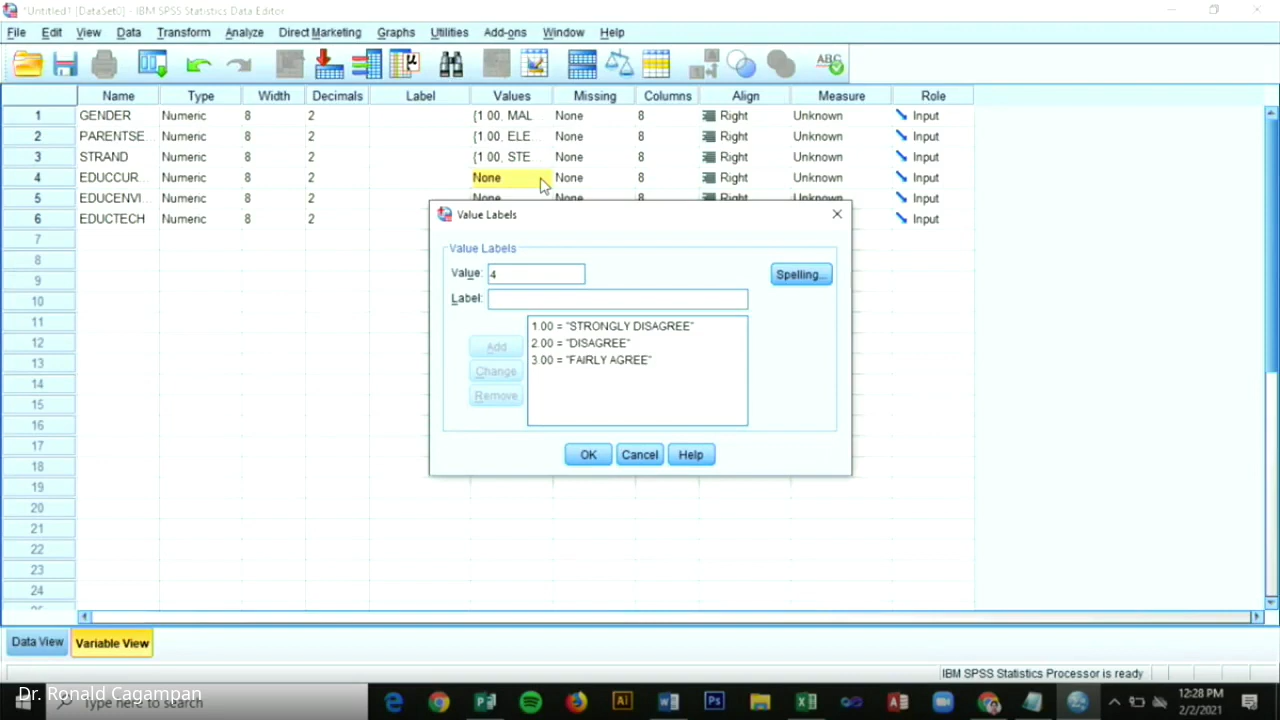 *Untitled1 [DataSet0] - IBM SPSS Statistics Data Editor
File Edit View Data Transform Analyze Direct Marketing Graphs Utilities Add-ons Window Help
ABC
Name Type Width Decimals Label Values Missing Columns Align Measure Role
1 GENDER Numeric 8 2 {1.00, MAL... None 8 Right Unknown Input
2 PARENTSE... Numeric 8 2 {1.00, ELE... None 8 Right Unknown Input
3 STRAND Numeric 8 2 {1.00, STE... None 8 Right Unknown Input
4 EDUCCUR... Numeric 8 2 None None 8 Right Unknown Input
5 EDUCENVI... Numeric 8 2 None None 8 Right Unknown Input
6 EDUCTECH Numeric 8 2 Input
7
8
9
10
11
12
13
14
15
16
17
18
19
20
21
22
23
24
Value Labels
Value Labels
Value: 4
Spelling...
Label:
1.00 = "STRONGLY DISAGREE"
2.00 = "DISAGREE"
3.00 = "FAIRLY AGREE"
Add
Change
Remove
OK Cancel Help
Data View Variable View
IBM SPSS Statistics Processor is ready
Dr. Ronald Cagampan
Type here to search
12:28 PM
2/2/2021